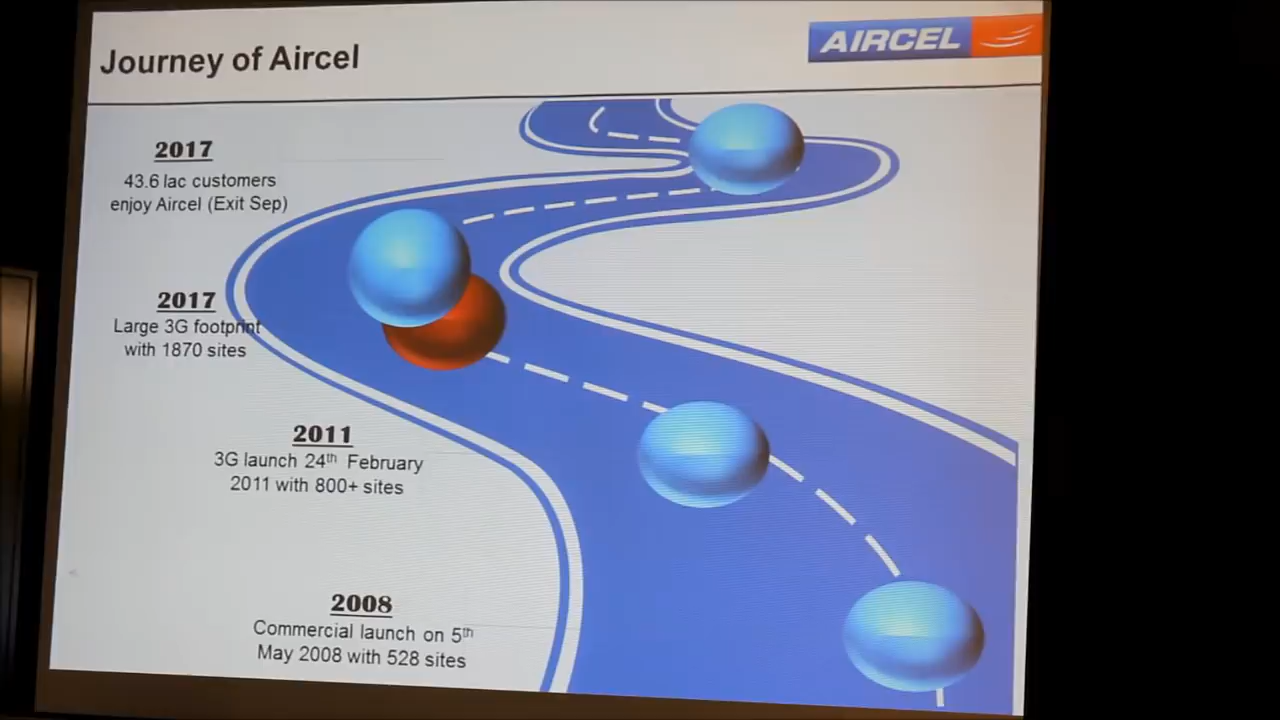 Journey of Aircel
AIRCEL
2017
43.6 lac customers
enjoy Aircel (Exit Sep)
2017
Large 3G footprint
with 1870 sites
2011
3G launch 24th February
2011 with 800+ sites
2008
Commercial launch on 5th
May 2008 with 528 sites